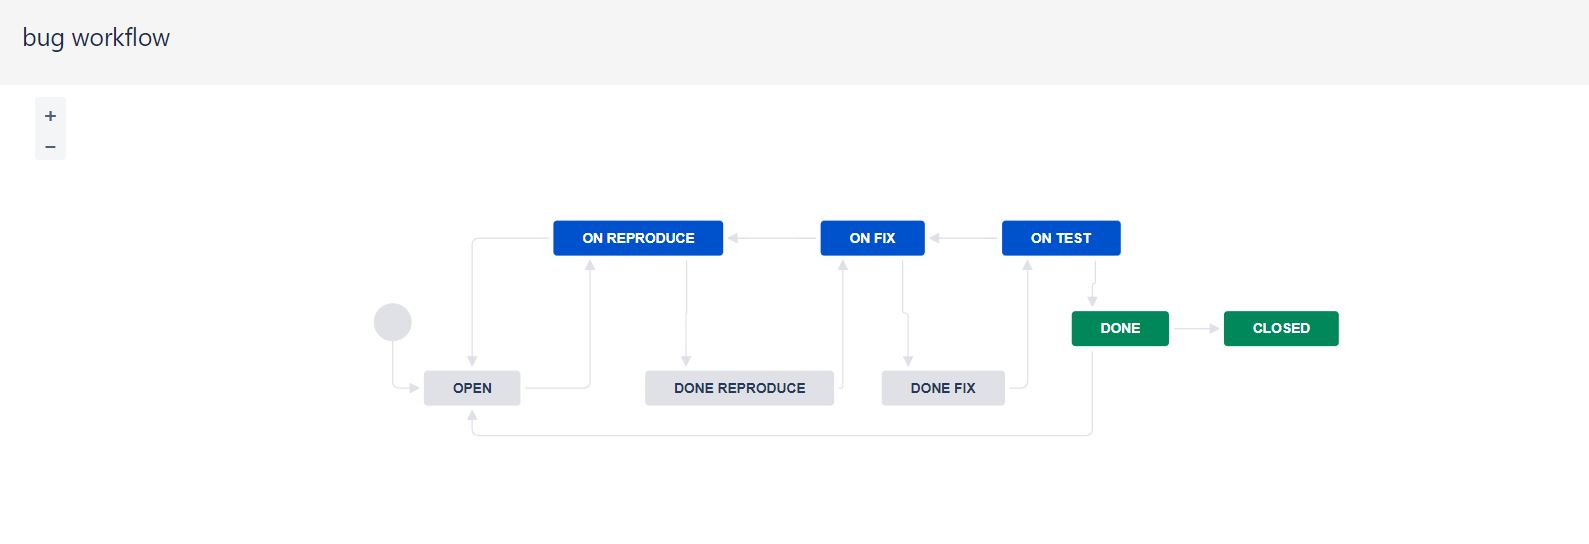 bug workflow
+
–
ON REPRODUCE
ON FIX
ON TEST
DONE
CLOSED
OPEN
DONE REPRODUCE
DONE FIX